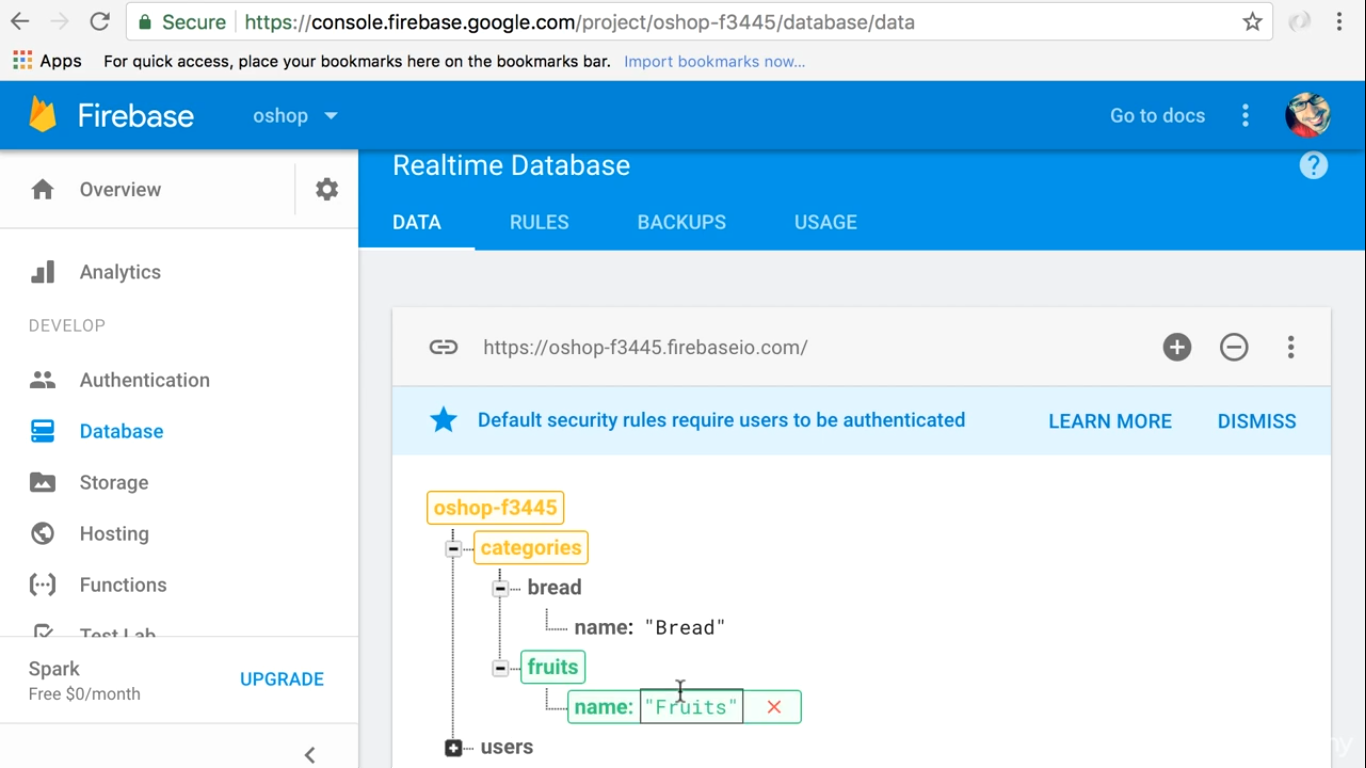 Secure https://console.firebase.google.com/project/oshop-f3445/database/data
Apps For quick access, place your bookmarks here on the bookmarks bar. Import bookmarks now...
Firebase oshop Go to docs
Realtime Database ?
Overview
DATA RULES BACKUPS USAGE
Analytics
DEVELOP
https://oshop-f3445.firebaseio.com/
Authentication
Default security rules require users to be authenticated LEARN MORE DISMISS
Database
Storage
oshop-f3445
Hosting
categories
Functions
bread
name: "Bread"
Test Lab
fruits
Spark
Free $0/month
UPGRADE
name: "Fruits"
users